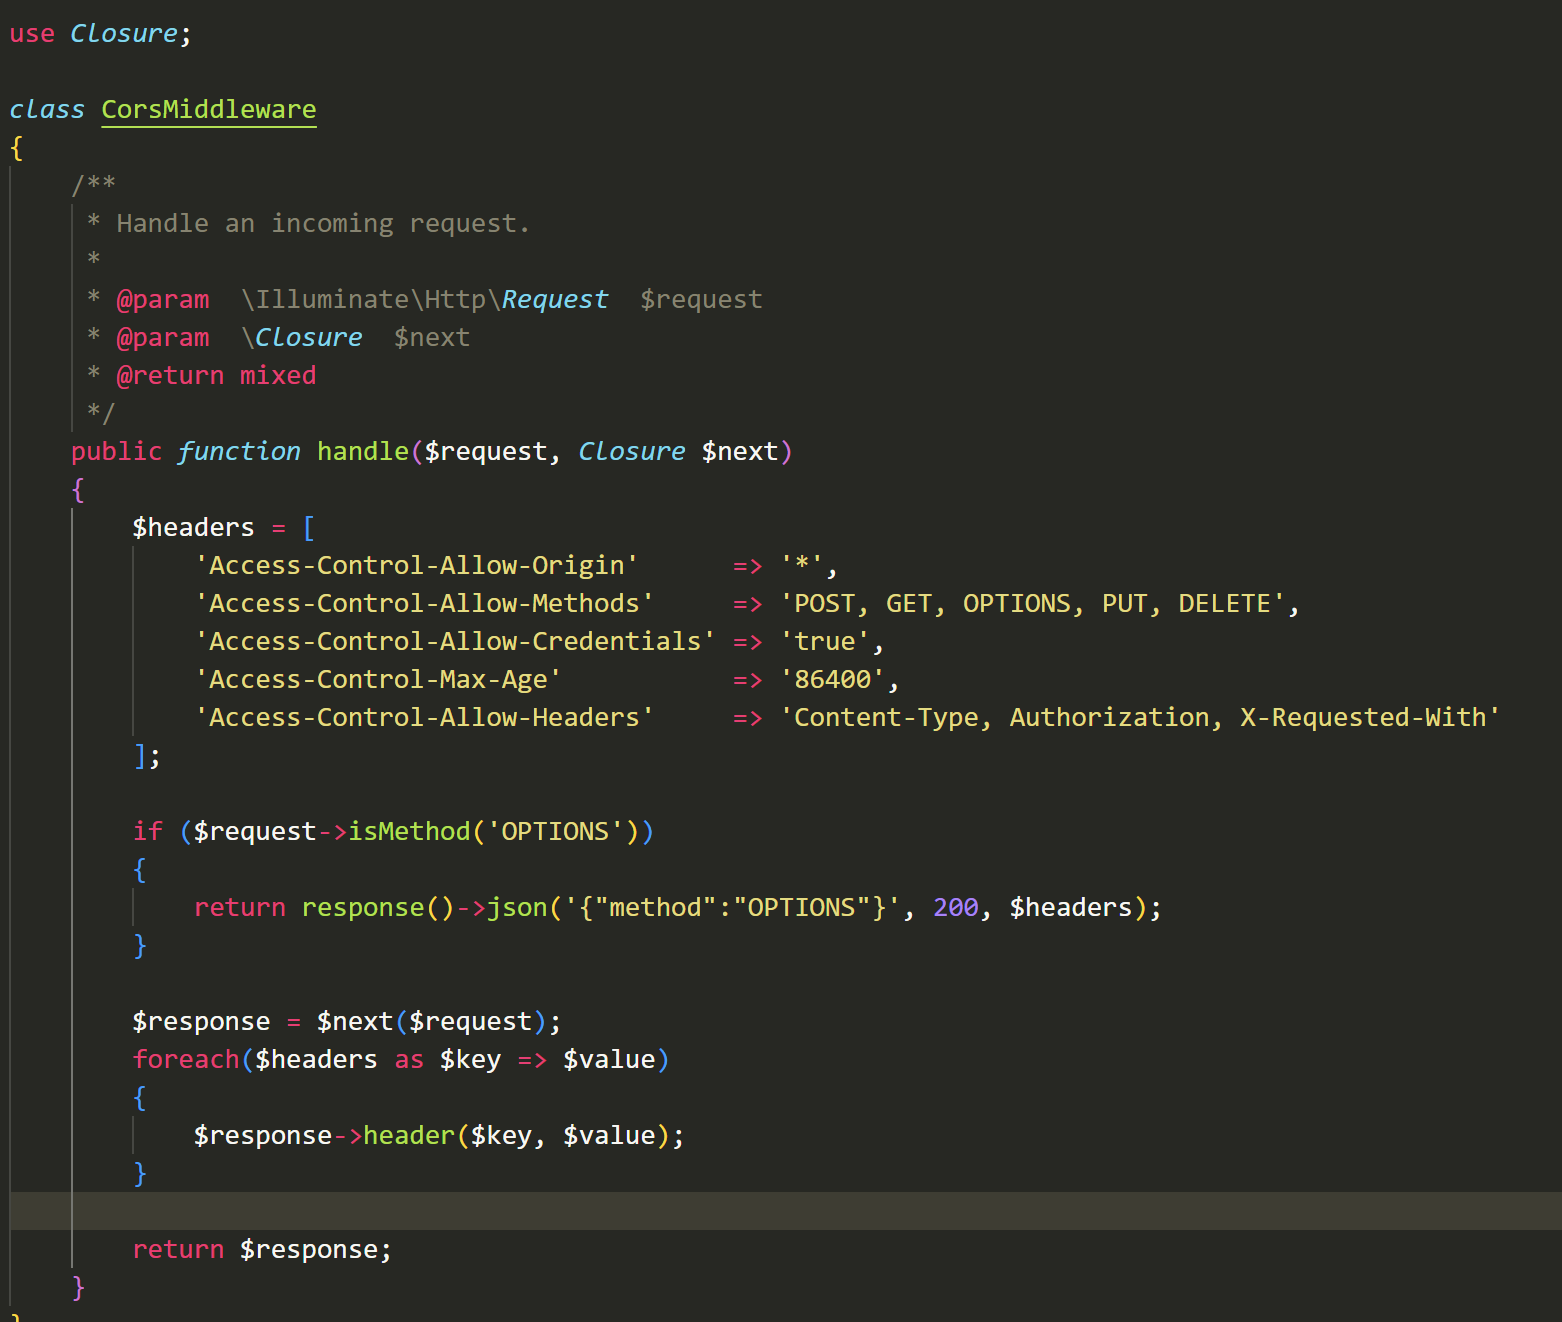 use Closure;
class CorsMiddleware
{
/**
* Handle an incoming request.
*
* @param  \Illuminate\Http\Request  $request
* @param  \Closure  $next
* @return mixed
*/
public function handle($request, Closure $next)
{
$headers = [
'Access-Control-Allow-Origin'      => '*',
'Access-Control-Allow-Methods'     => 'POST, GET, OPTIONS, PUT, DELETE',
'Access-Control-Allow-Credentials' => 'true',
'Access-Control-Max-Age'           => '86400',
'Access-Control-Allow-Headers'     => 'Content-Type, Authorization, X-Requested-With'
];
if ($request->isMethod('OPTIONS'))
{
return response()->json('{"method":"OPTIONS"}', 200, $headers);
}
$response = $next($request);
foreach($headers as $key => $value)
{
$response->header($key, $value);
}
return $response;
}
}